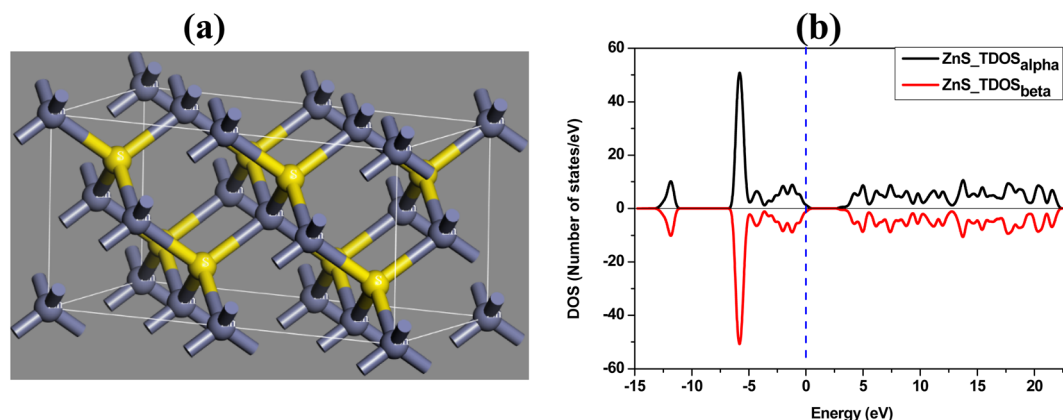 (a)
S
S
S
S
(b)
ZnS_TDOSalpha
ZnS_TDOSbeta
DOS (Number of states/eV)
60
40
20
0
-20
-40
-60
-15 -10 -5 0 5 10 15 20
Energy (eV)